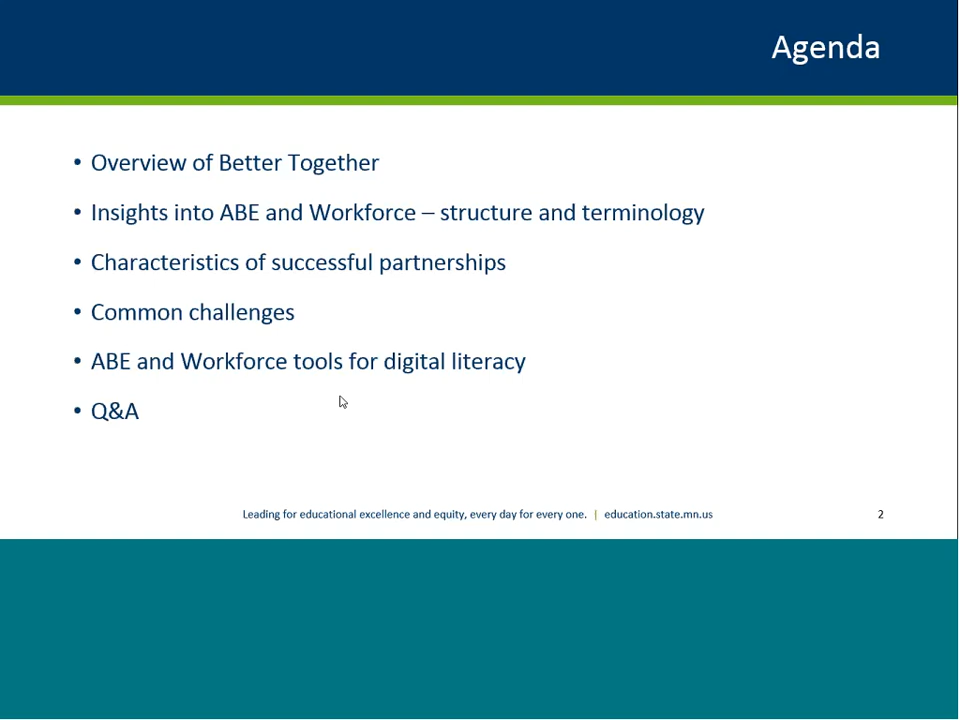 Agenda
• Overview of Better Together
• Insights into ABE and Workforce – structure and terminology
• Characteristics of successful partnerships
• Common challenges
• ABE and Workforce tools for digital literacy
• Q&A
Leading for educational excellence and equity, every day for every one. | education.state.mn.us 2